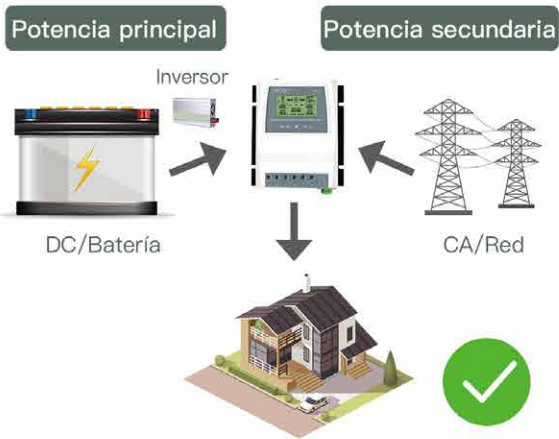 Potencia principal
Potencia secundaria
Inversor
DC/Batería
CA/Red